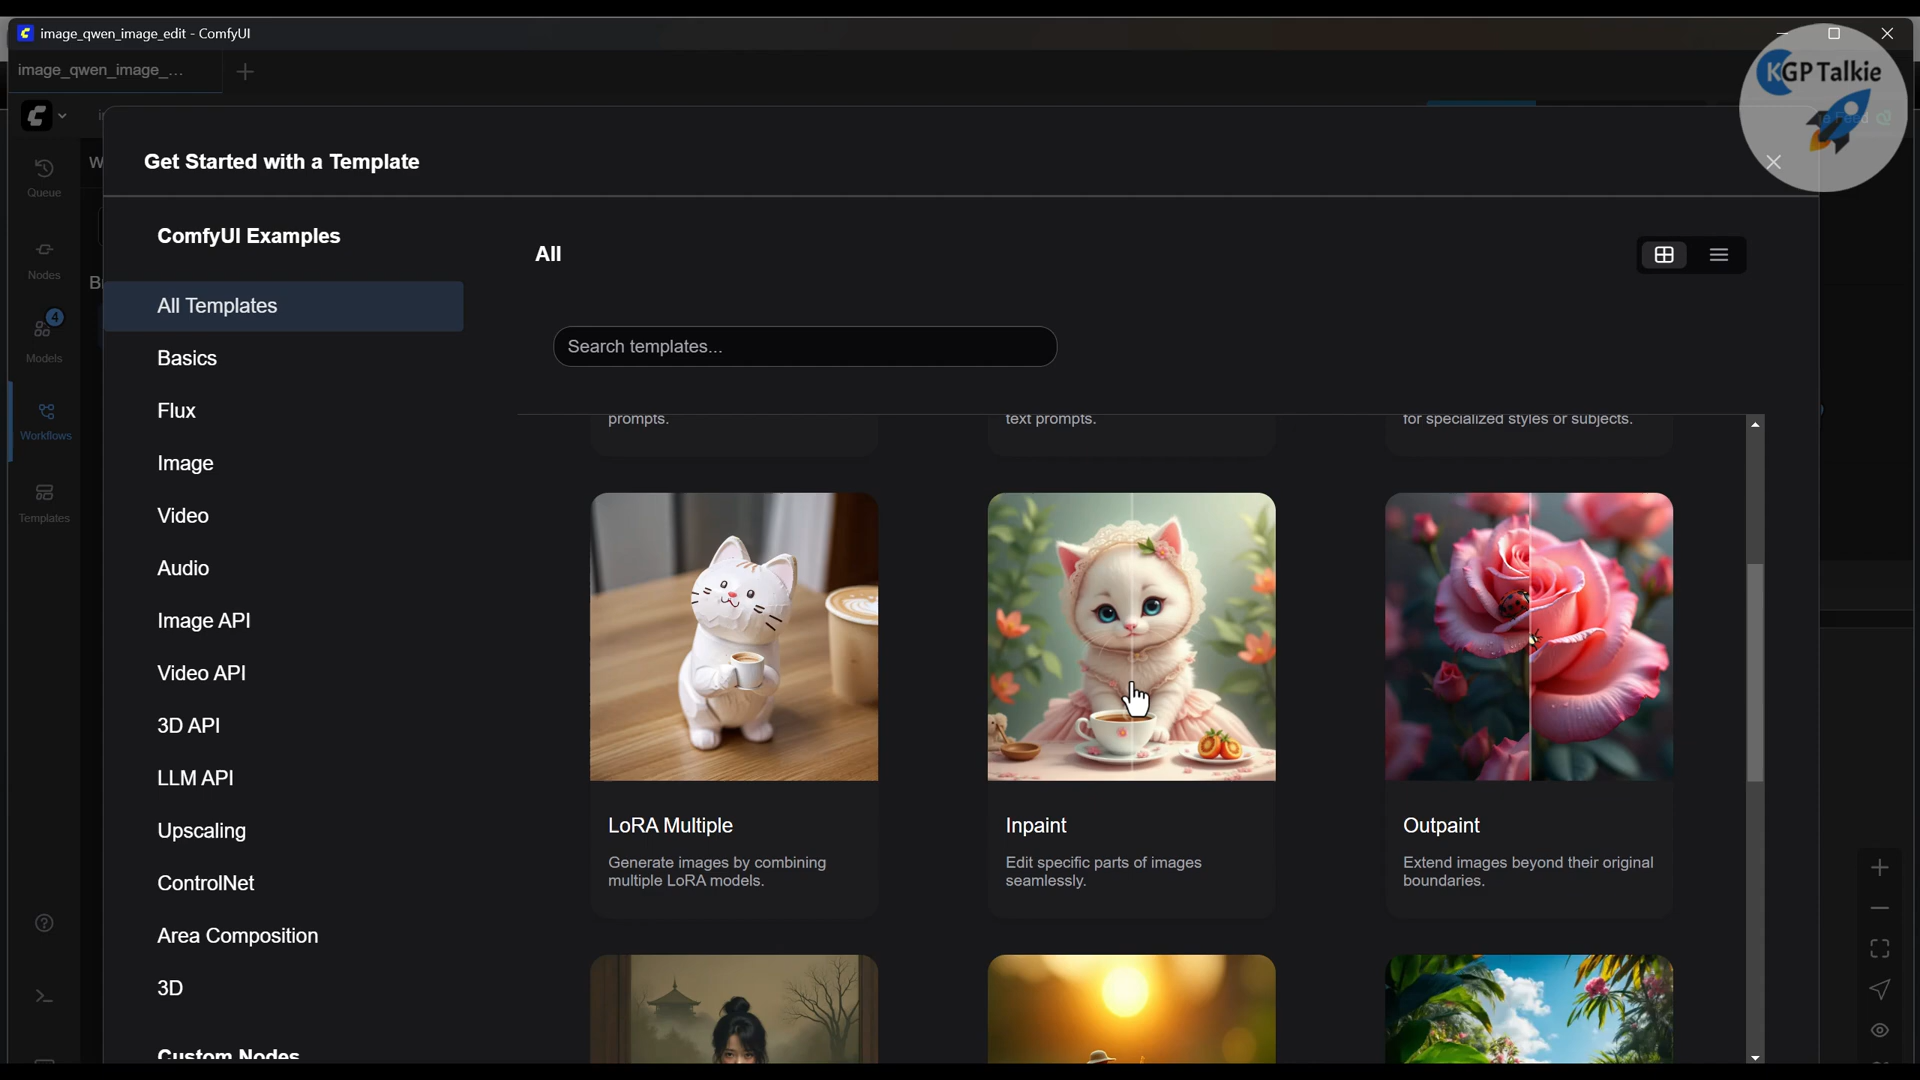 image_qwen_image_edit - ComfyUI
KGP Talkie
image_qwen_image_...
Get Started with a Template
Queue
Nodes
4
Models
Workflows
Templates
ComfyUI Examples
All Templates
Basics
Flux
Image
Video
Audio
Image API
Video API
3D API
LLM API
Upscaling
ControlNet
Area Composition
3D
Custom Nodes
All
Search templates...
prompts.
text prompts.
for specialized styles or subjects.
LoRA Multiple
Generate images by combining
multiple LoRA models.
Inpaint
Edit specific parts of images
seamlessly.
Outpaint
Extend images beyond their original
boundaries.